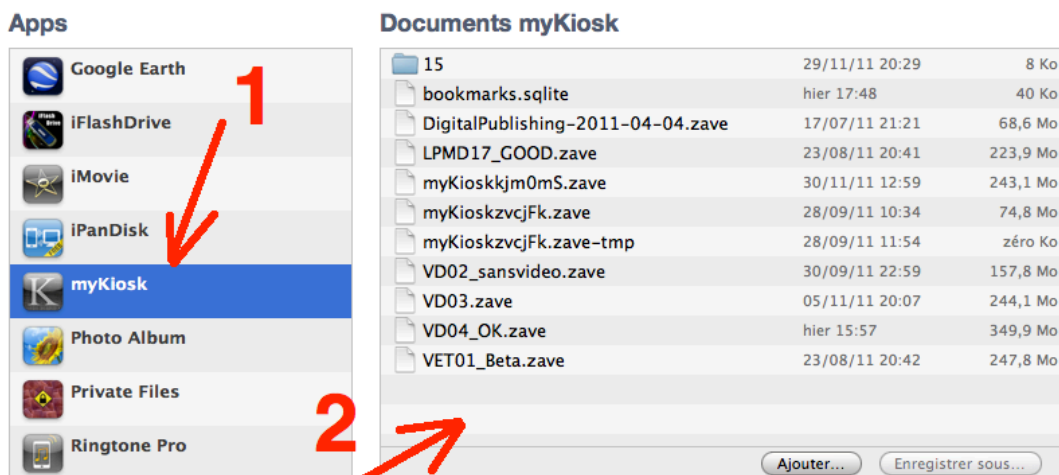 Apps
Google Earth
iFlashDrive
iMovie
iPanDisk
myKiosk
Photo Album
Private Files
Ringtone Pro
1
2
Documents myKiosk
15 29/11/11 20:29 8 Ko
bookmarks.sqlite hier 17:48 40 Ko
DigitalPublishing-2011-04-04.zave 17/07/11 21:21 68,6 Mo
LPMD17_GOOD.zave 23/08/11 20:41 223,9 Mo
myKioskkjm0mS.zave 30/11/11 12:59 243,1 Mo
myKioskzvcjFk.zave 28/09/11 10:34 74,8 Mo
myKioskzvcjFk.zave-tmp 28/09/11 11:54 zéro Ko
VD02_sansvideo.zave 30/09/11 22:59 157,8 Mo
VD03.zave 05/11/11 20:07 244,1 Mo
VD04_OK.zave hier 15:57 349,9 Mo
VET01_Beta.zave 23/08/11 20:42 247,8 Mo
Ajouter... Enregistrer sous...